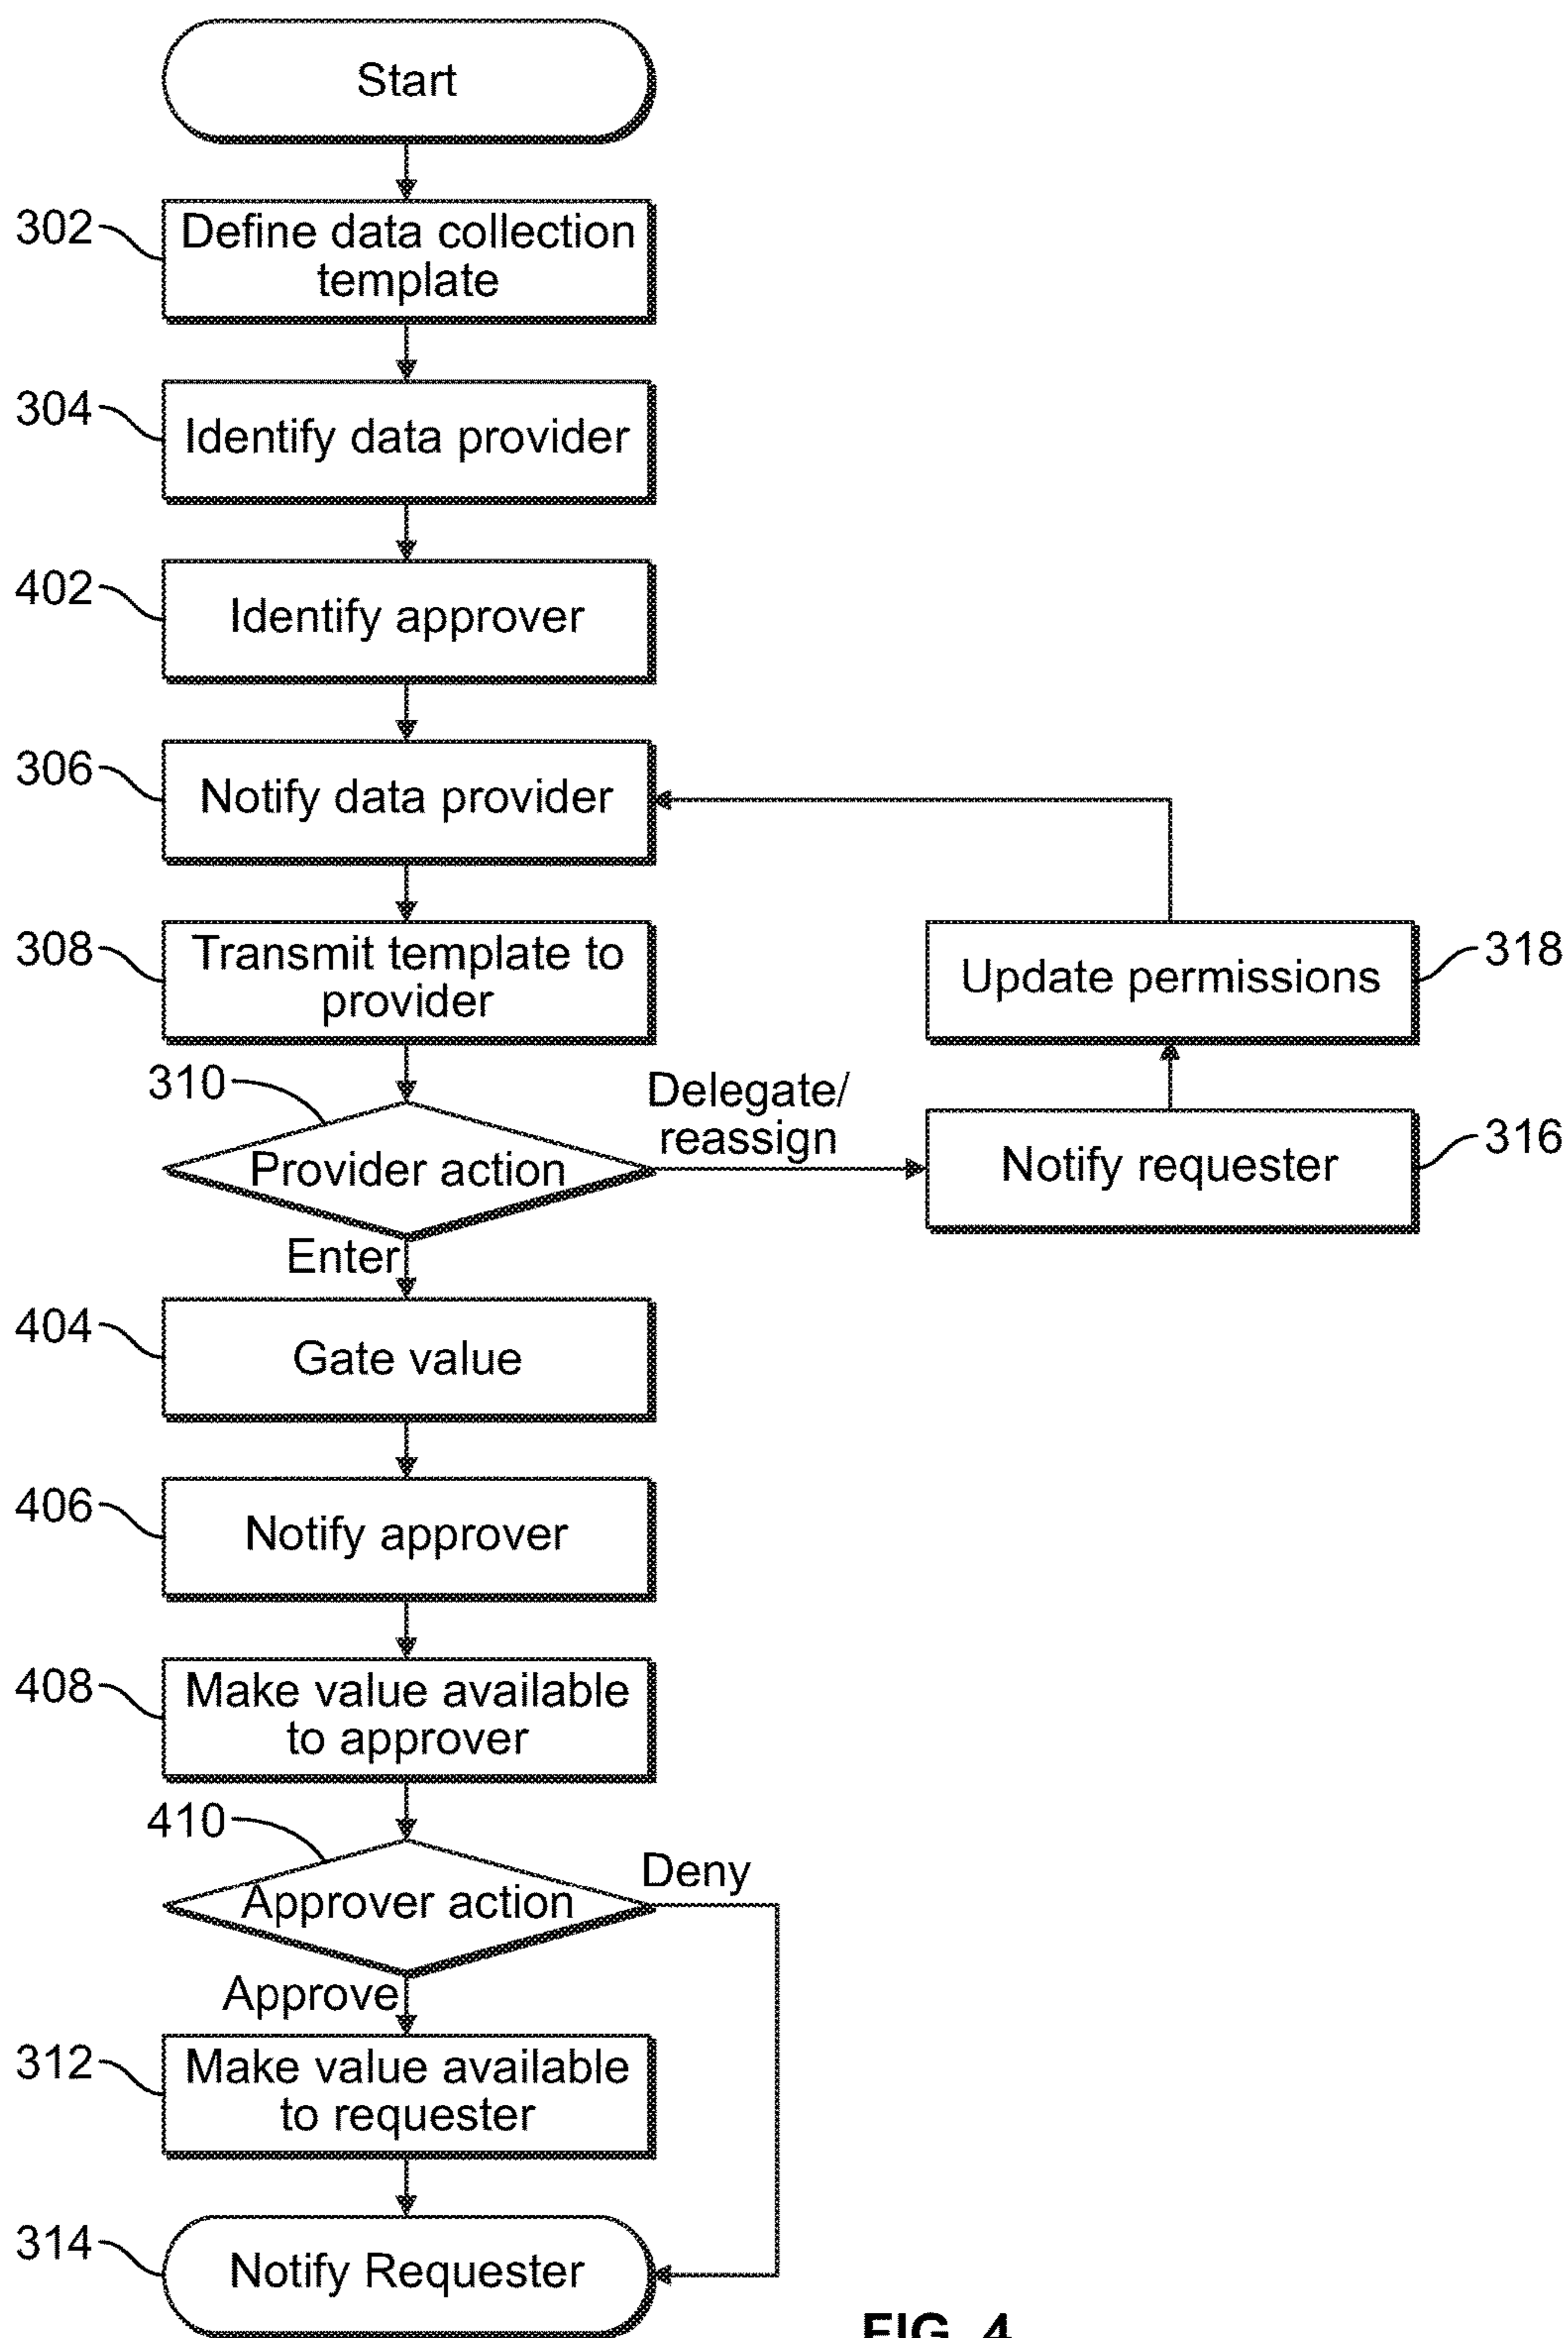 Start
302
Define data collection
template
304
Identify data provider
402
Identify approver
306
Notify data provider
308
Transmit template to
provider
318
Update permissions
310
Provider action
Delegate/
reassign
316
Notify requester
Enter
404
Gate value
406
Notify approver
408
Make value available
to approver
410
Approver action
Deny
Approve
312
Make value available
to requester
314
Notify Requester
FIG. 4